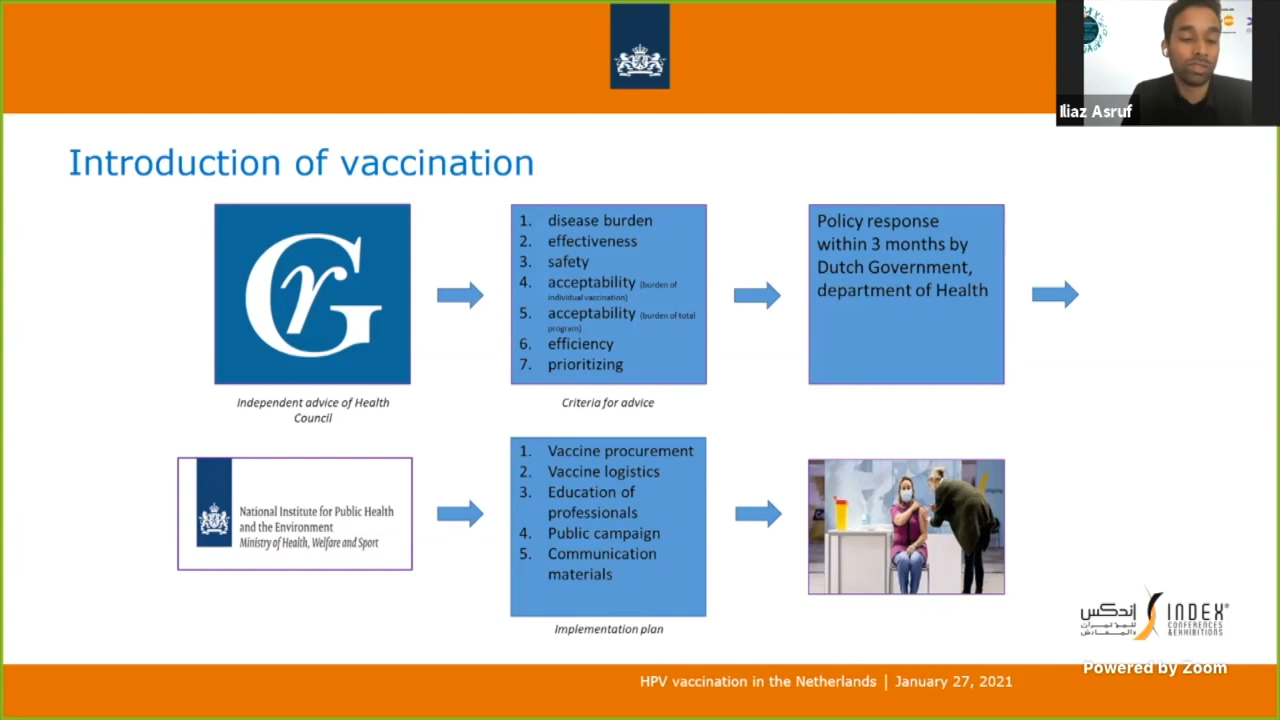 Iliaz Asruf
Introduction of vaccination
Gr
Independent advice of Health
Council
1. disease burden
2. effectiveness
3. safety
4. acceptability (burden of
individual vaccination)
5. acceptability (burden of total
program)
6. efficiency
7. prioritizing
Criteria for advice
Policy response
within 3 months by
Dutch Government,
department of Health
National Institute for Public Health
and the Environment
Ministry of Health, Welfare and Sport
1. Vaccine procurement
2. Vaccine logistics
3. Education of
professionals
4. Public campaign
5. Communication
materials
Implementation plan
إندكس
للمؤتمرات
والمعارض
INDEX
CONFERENCES
& EXHIBITIONS
Powered by Zoom
HPV vaccination in the Netherlands | January 27, 2021